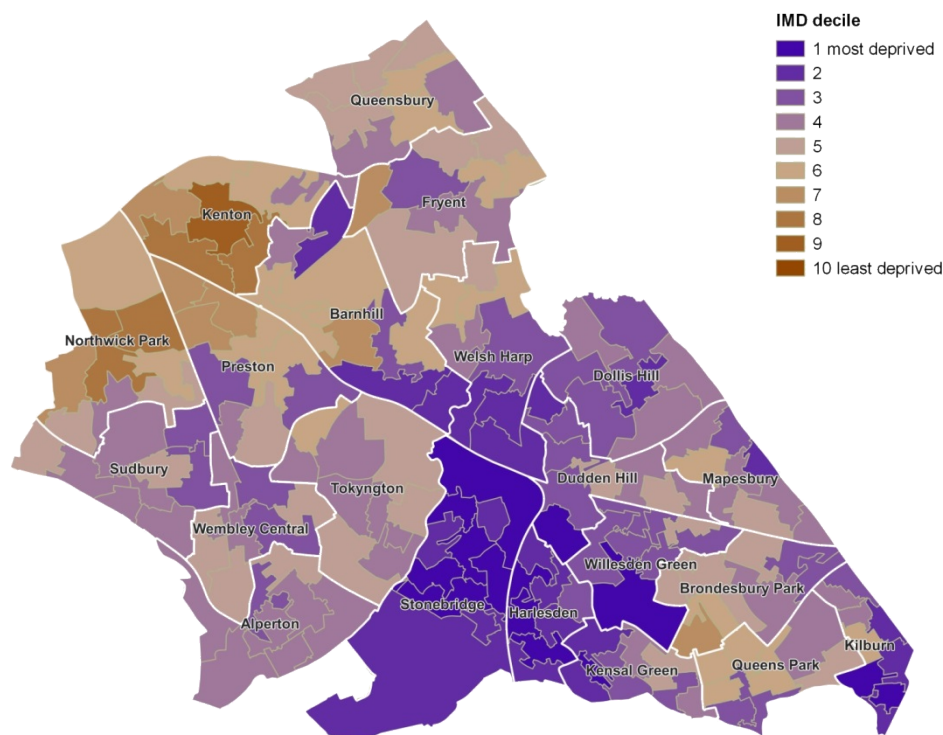 IMD decile
1 most deprived
2
3
4
5
6
7
8
9
10 least deprived
Queensbury
Fryent
Kenton
Northwick Park
Barnhill
Preston
Welsh Harp
Dollis Hill
Sudbury
Tokyngton
Dudden Hill
Mapesbury
Wembley Central
Willesden Green
Brondesbury Park
Stonebridge
Harlesden
Alperton
Kensal Green
Queens Park
Kilburn